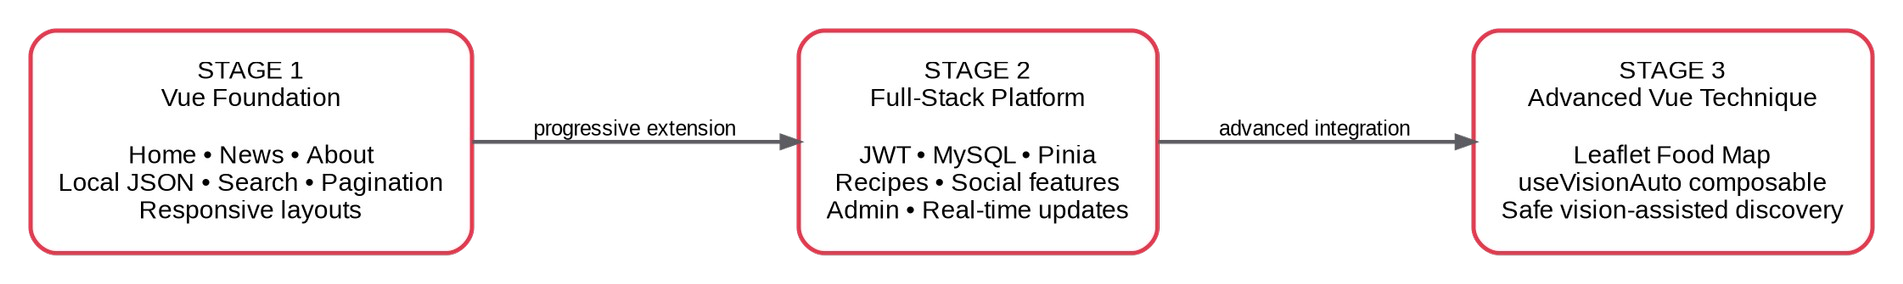 STAGE 1
Vue Foundation
Home • News • About
Local JSON • Search • Pagination
Responsive layouts
progressive extension
STAGE 2
Full-Stack Platform
JWT • MySQL • Pinia
Recipes • Social features
Admin • Real-time updates
advanced integration
STAGE 3
Advanced Vue Technique
Leaflet Food Map
useVisionAuto composable
Safe vision-assisted discovery